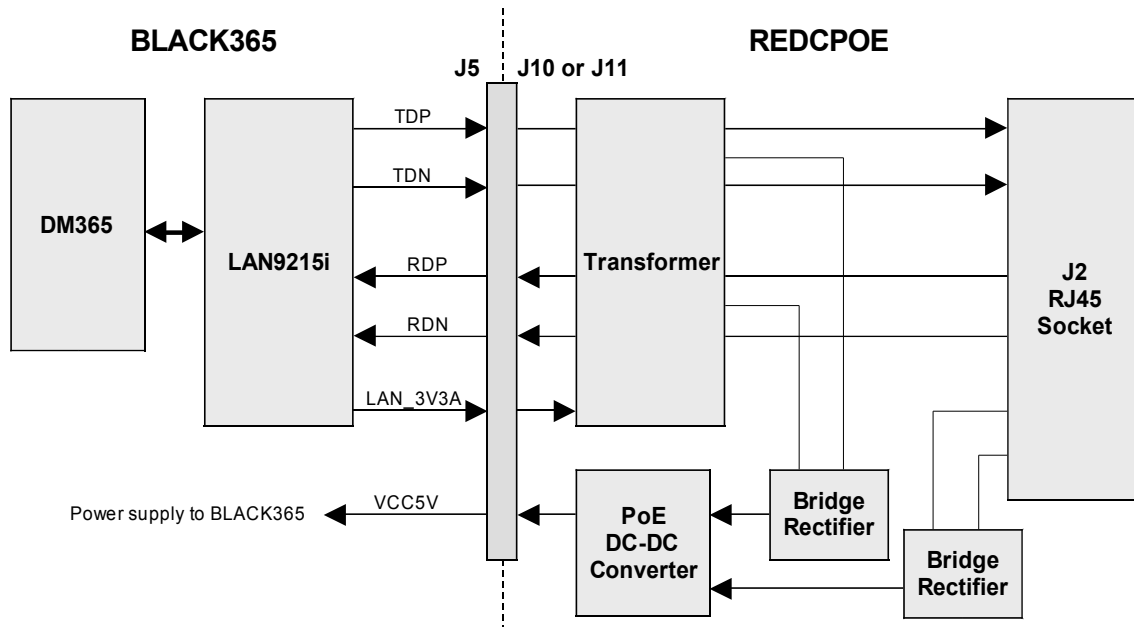 BLACK365
REDCPOE
J5
J10 or J11
DM365
LAN9215i
TDP
TDN
RDP
RDN
LAN_3V3A
VCC5V
Power supply to BLACK365
Transformer
J2
RJ45
Socket
PoE
DC-DC
Converter
Bridge
Rectifier
Bridge
Rectifier